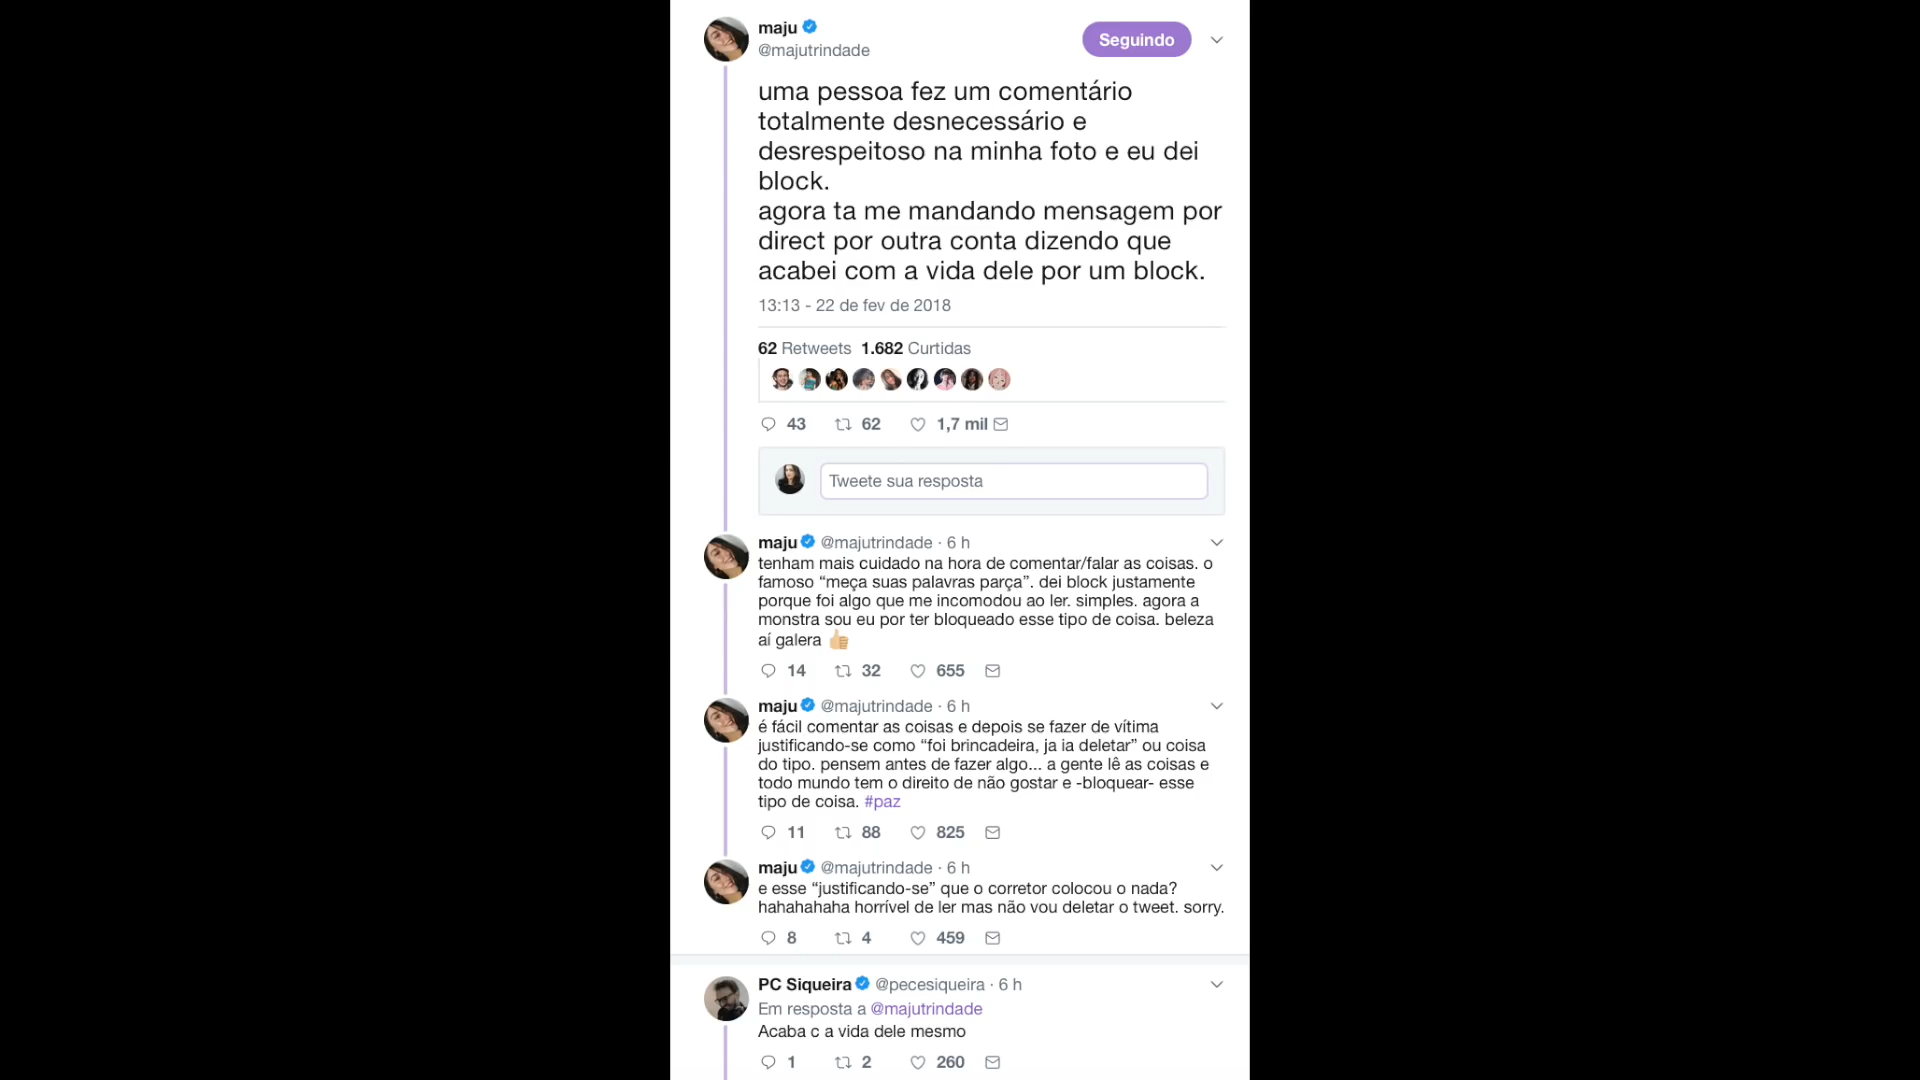 maju
@majutrindade
Seguindo
uma pessoa fez um comentário
totalmente desnecessário e
desrespeitoso na minha foto e eu dei
block.
agora ta me mandando mensagem por
direct por outra conta dizendo que
acabei com a vida dele por um block.
13:13 - 22 de fev de 2018
62 Retweets 1.682 Curtidas
43 62 1,7 mil
Tweete sua resposta
maju @majutrindade · 6 h
tenham mais cuidado na hora de comentar/falar as coisas. o
famoso “meça suas palavras parça”. dei block justamente
porque foi algo que me incomodou ao ler. simples. agora a
monstra sou eu por ter bloqueado esse tipo de coisa. beleza
aí galera 👍🏼
14 32 655
maju @majutrindade · 6 h
é fácil comentar as coisas e depois se fazer de vítima
justificando-se como “foi brincadeira, ja ia deletar” ou coisa
do tipo. pensem antes de fazer algo... a gente lê as coisas e
todo mundo tem o direito de não gostar e -bloquear- esse
tipo de coisa. #paz
11 88 825
maju @majutrindade · 6 h
e esse “justificando-se” que o corretor colocou o nada?
hahahahaha horrível de ler mas não vou deletar o tweet. sorry.
8 4 459
PC Siqueira @pecesiqueira · 6 h
Em resposta a @majutrindade
Acaba c a vida dele mesmo
1 2 260